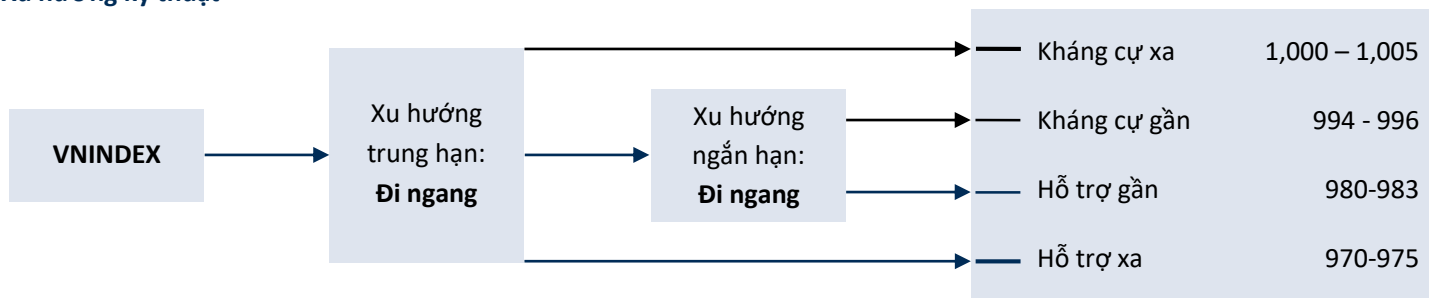 VNINDEX
Xu hướng
trung hạn:
Đi ngang
Xu hướng
ngắn hạn:
Đi ngang
Kháng cự xa 1,000 – 1,005
Kháng cự gần 994 - 996
Hỗ trợ gần 980-983
Hỗ trợ xa 970-975